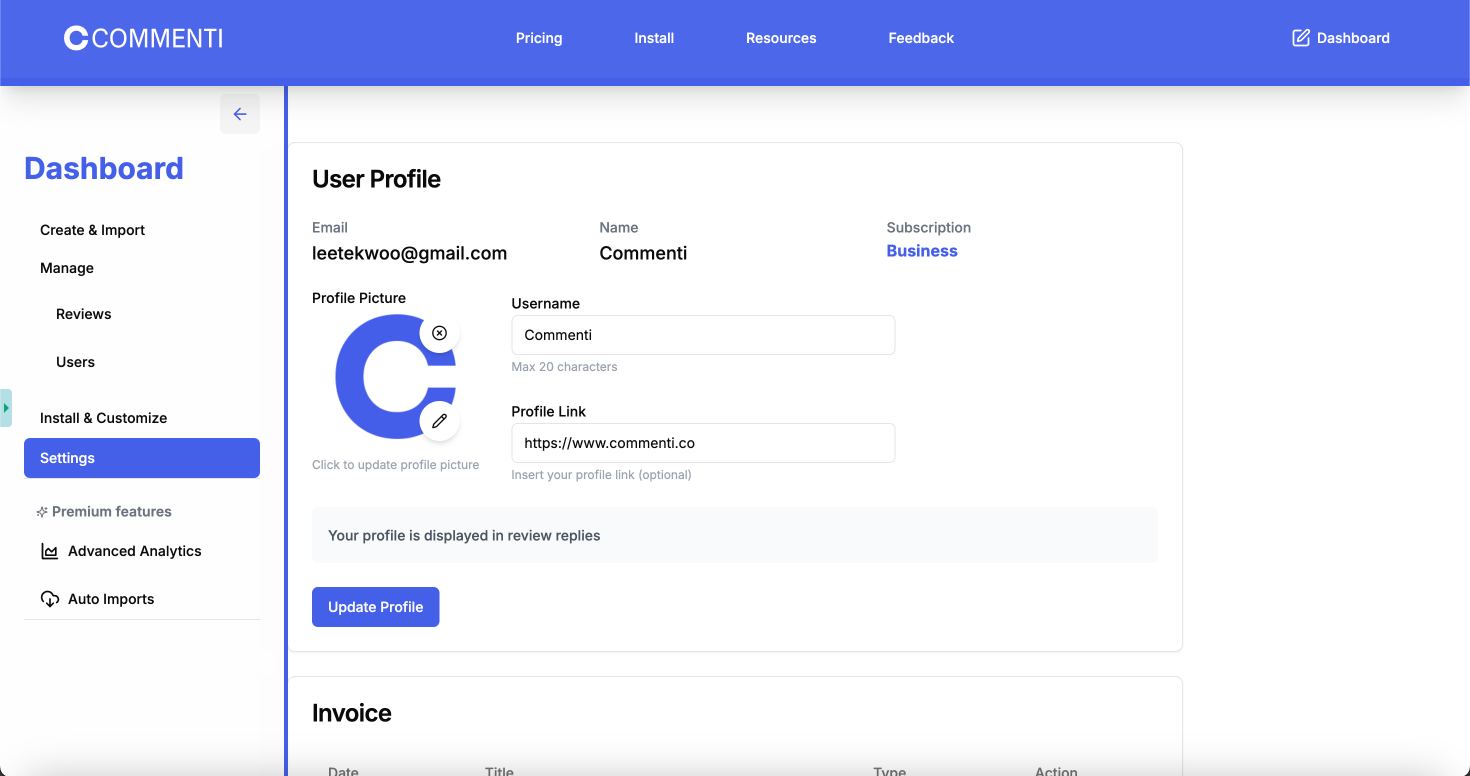 COMMENTI
Pricing
Install
Resources
Feedback
Dashboard
Dashboard
Create & Import
Manage
Reviews
Users
Install & Customize
Settings
Premium features
Advanced Analytics
Auto Imports
User Profile
Email
Name
Subscription
leetekwoo@gmail.com
Commenti
Business
Profile Picture
Click to update profile picture
Username
Commenti
Max 20 characters
Profile Link
https://www.commenti.co
Insert your profile link (optional)
Your profile is displayed in review replies
Update Profile
Invoice
Date
Title
Type
Action